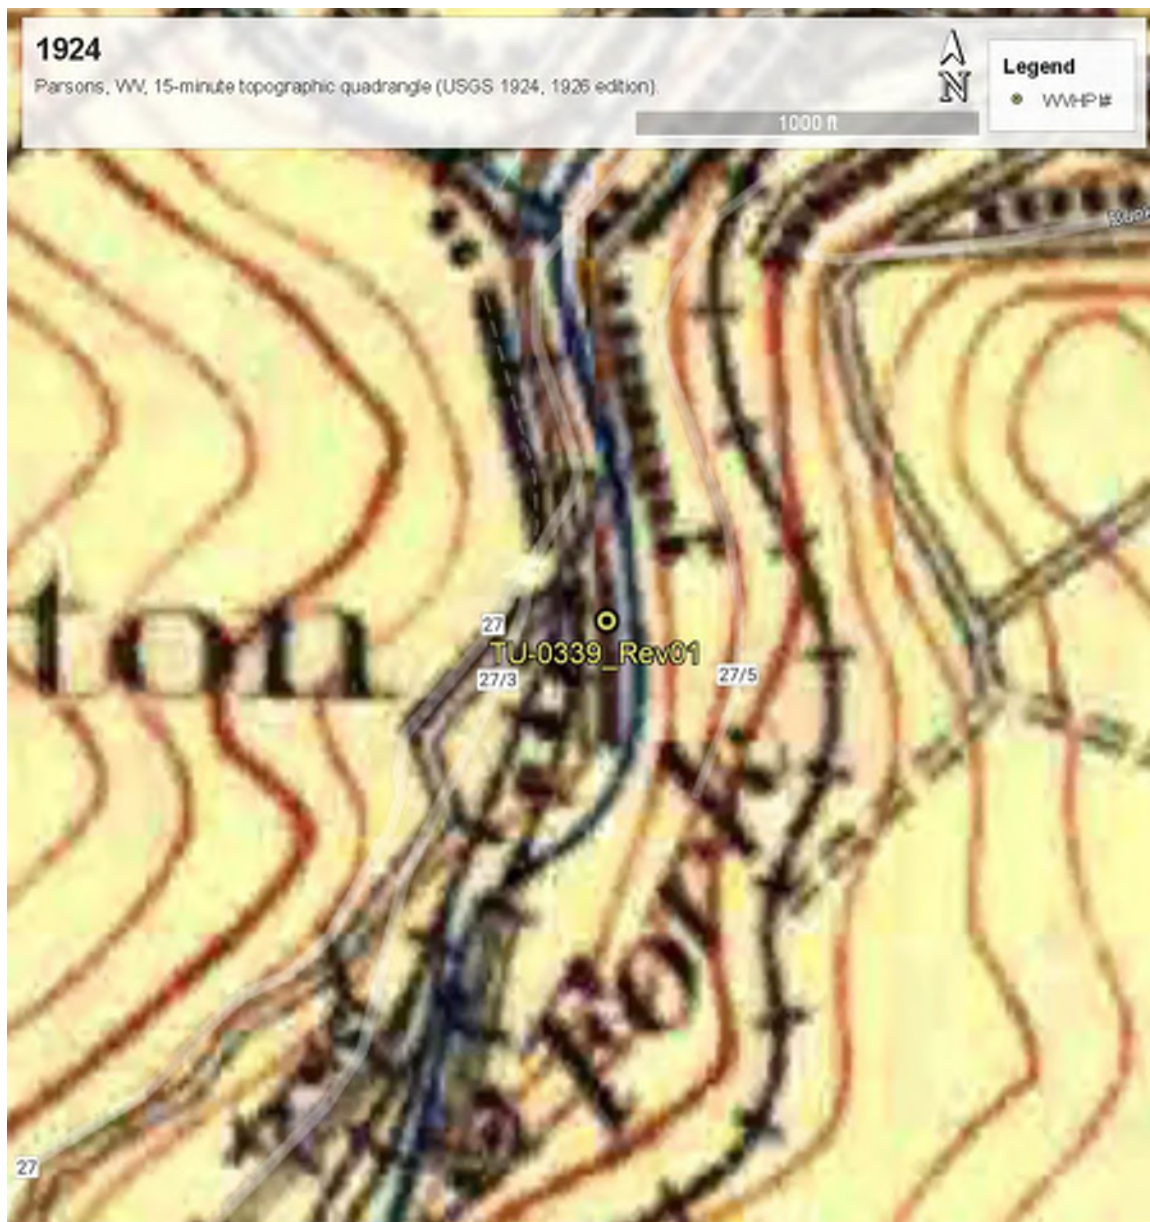 1924
Parsons, WV, 15-minute topographic quadrangle (USGS 1924, 1926 edition).
N
1000 ft
Legend
WVHPI#
ton
27
TU-0339_Rev01
27/3
27/5
27